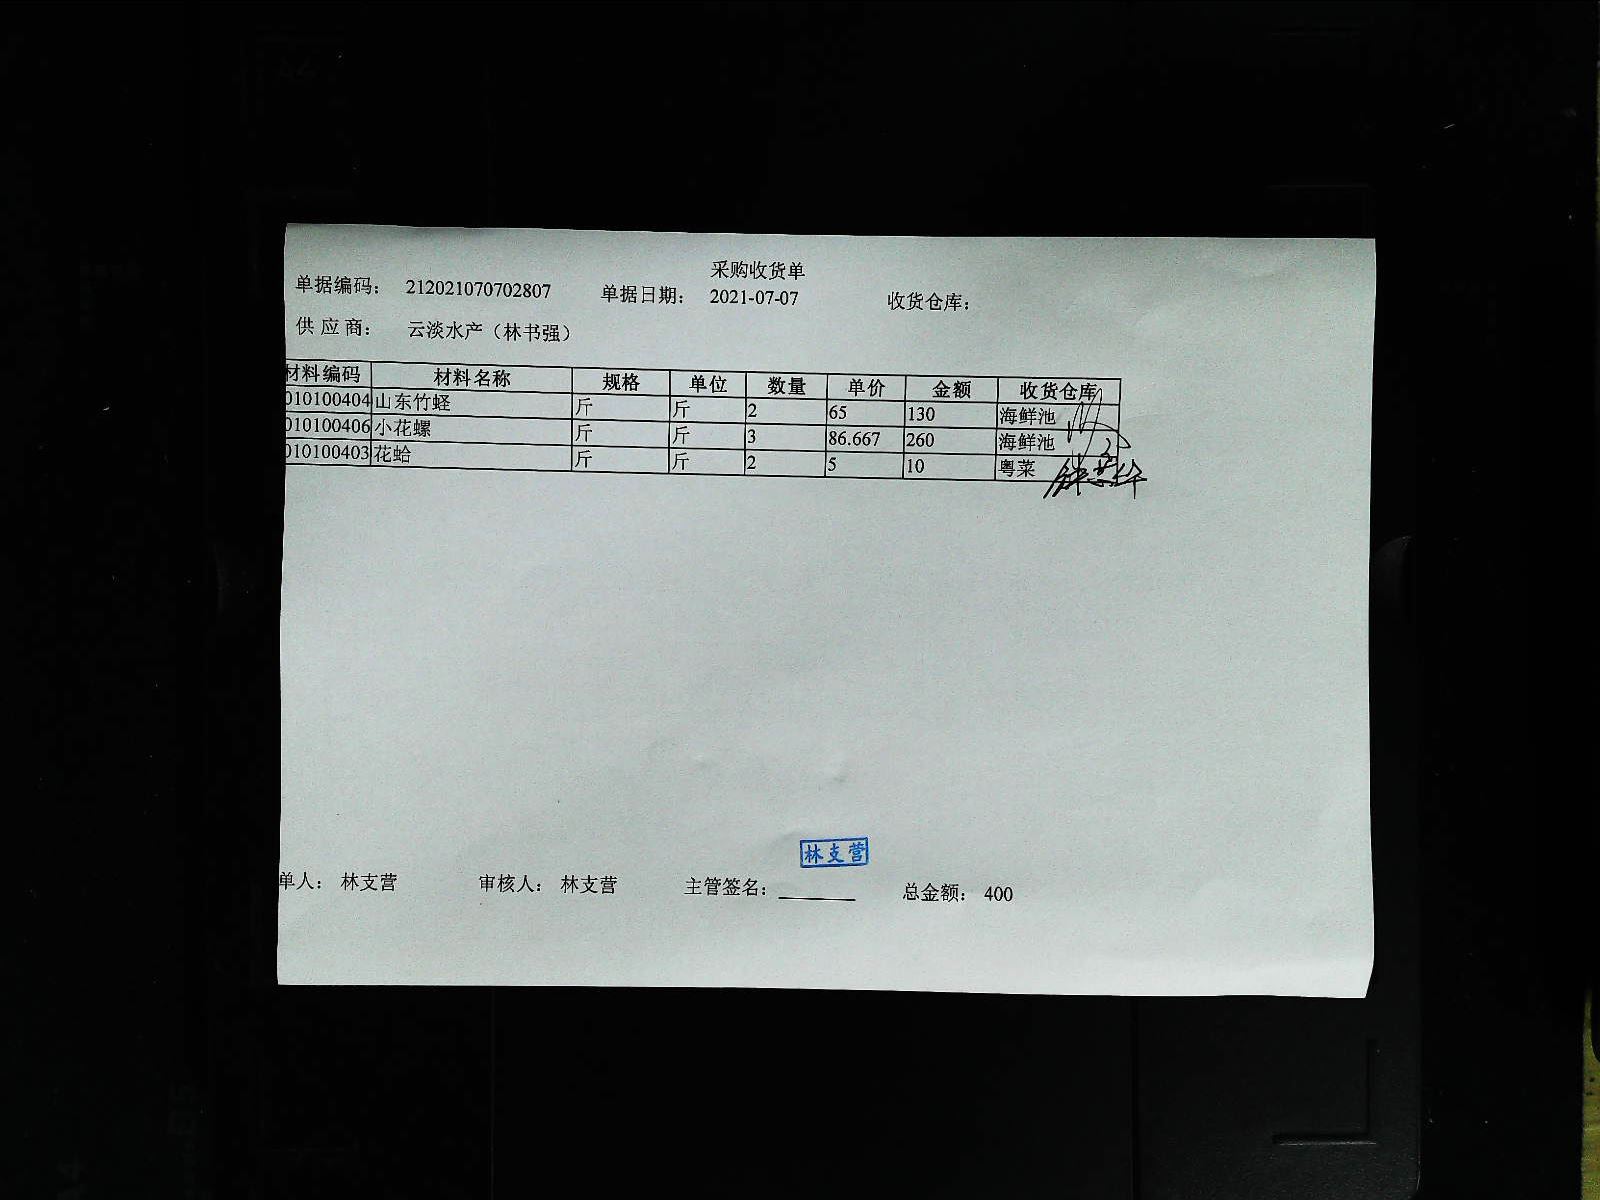 采购收货单
单据编码： 212021070702807 单据日期： 2021-07-07 收货仓库：
供 应 商： 云淡水产（林书强）
材料编码 材料名称 规格 单位 数量 单价 金额 收货仓库
010100404 山东竹蛏 斤 斤 2 65 130 海鲜池
010100406 小花螺 斤 斤 3 86.667 260 海鲜池
010100403 花蛤 斤 斤 2 5 10 粤菜
林支营
单人： 林支营 审核人： 林支营 主管签名： 总金额： 400